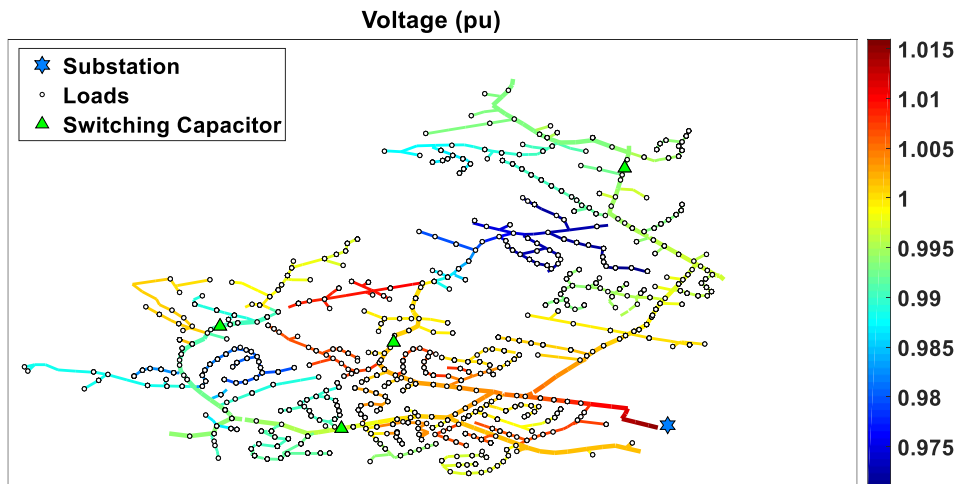 Voltage (pu)
Substation
Loads
Switching Capacitor
1.015
1.01
1.005
1
0.995
0.99
0.985
0.98
0.975